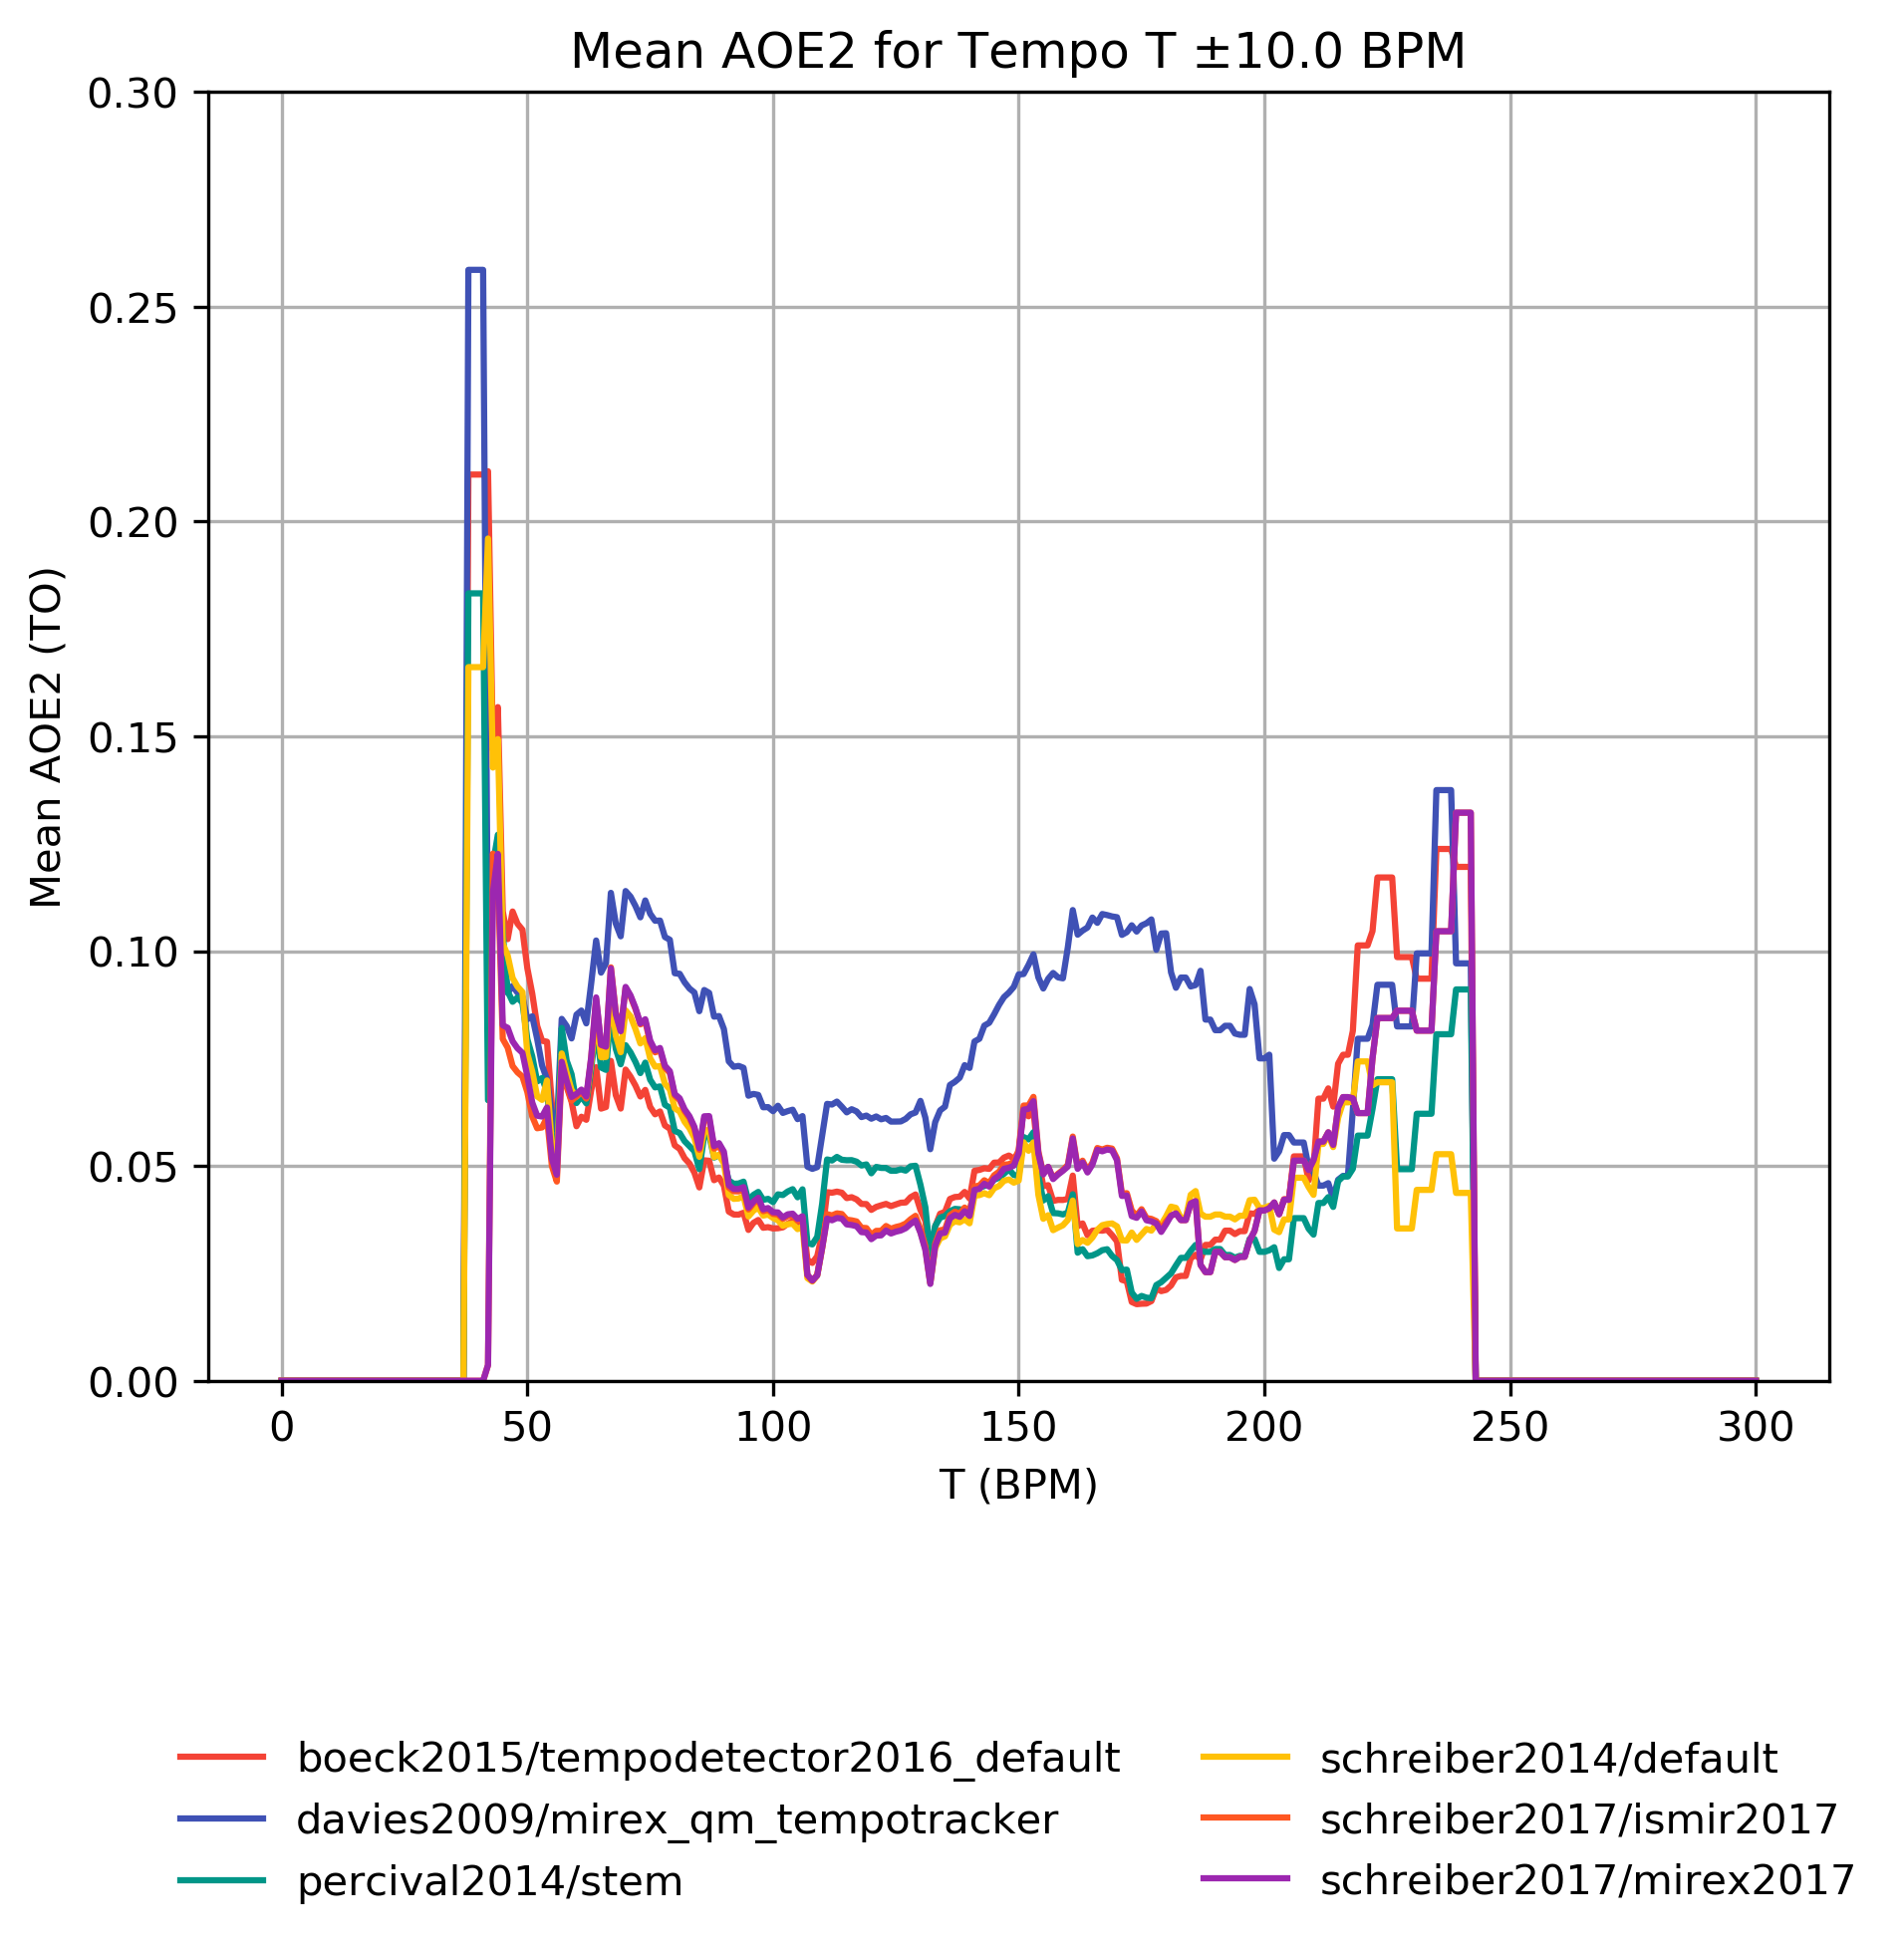 Mean AOE2 for Tempo T ±10.0 BPM
0.30
0.25
0.20
0.15
0.10
0.05
0.00
Mean AOE2 (TO)
0 50 100 150 200 250 300
T (BPM)
boeck2015/tempodetector2016_default
davies2009/mirex_qm_tempotracker
percival2014/stem
schreiber2014/default
schreiber2017/ismir2017
schreiber2017/mirex2017